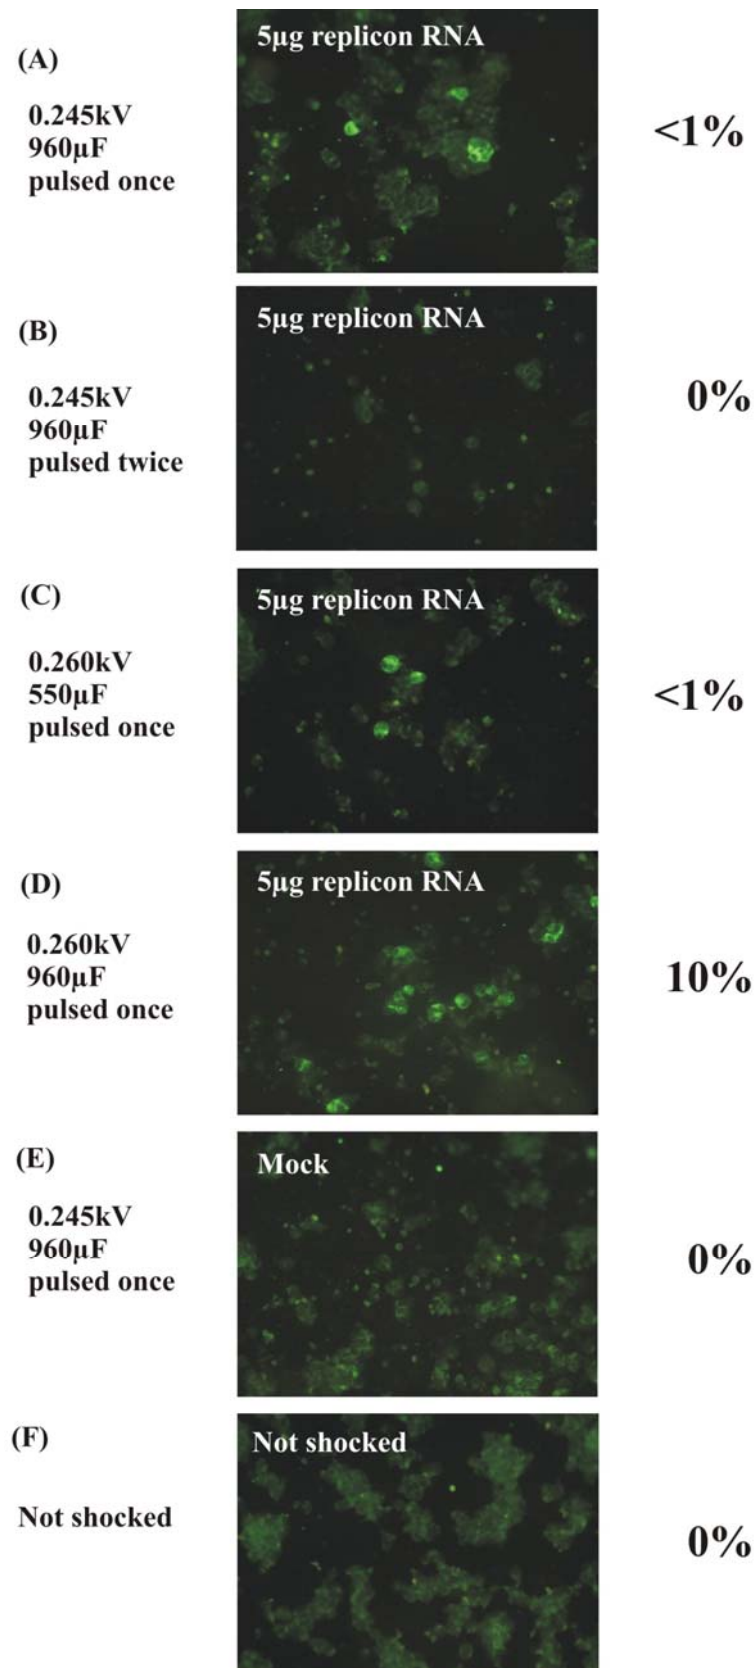 (A)
0.245kV
960µF
pulsed once
5µg replicon RNA
<1%
(B)
0.245kV
960µF
pulsed twice
5µg replicon RNA
0%
(C)
0.260kV
550µF
pulsed once
5µg replicon RNA
<1%
(D)
0.260kV
960µF
pulsed once
5µg replicon RNA
10%
(E)
0.245kV
960µF
pulsed once
Mock
0%
(F)
Not shocked
Not shocked
0%